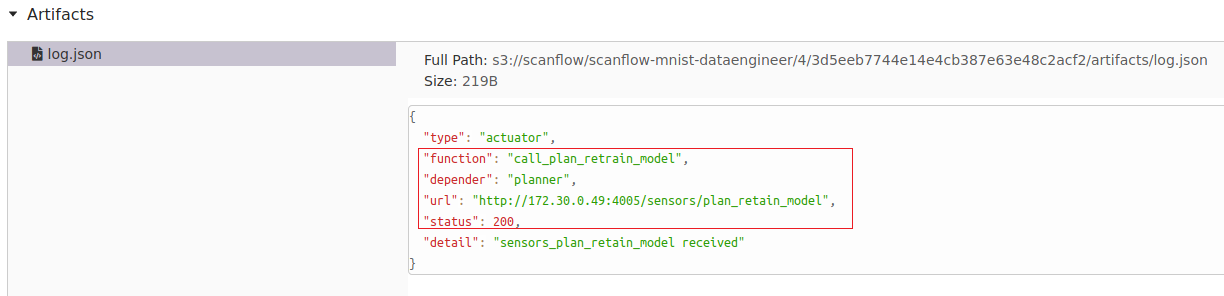 Artifacts
log.json
Full Path: s3://scanflow/scanflow-mnist-dataengineer/4/3d5eeb7744e14e4cb387e63e48c2acf2/artifacts/log.json
Size: 219B
{
"type": "actuator",
"function": "call_plan_retrain_model",
"depender": "planner",
"url": "http://172.30.0.49:4005/sensors/plan_retain_model",
"status": 200,
"detail": "sensors_plan_retain_model received"
}